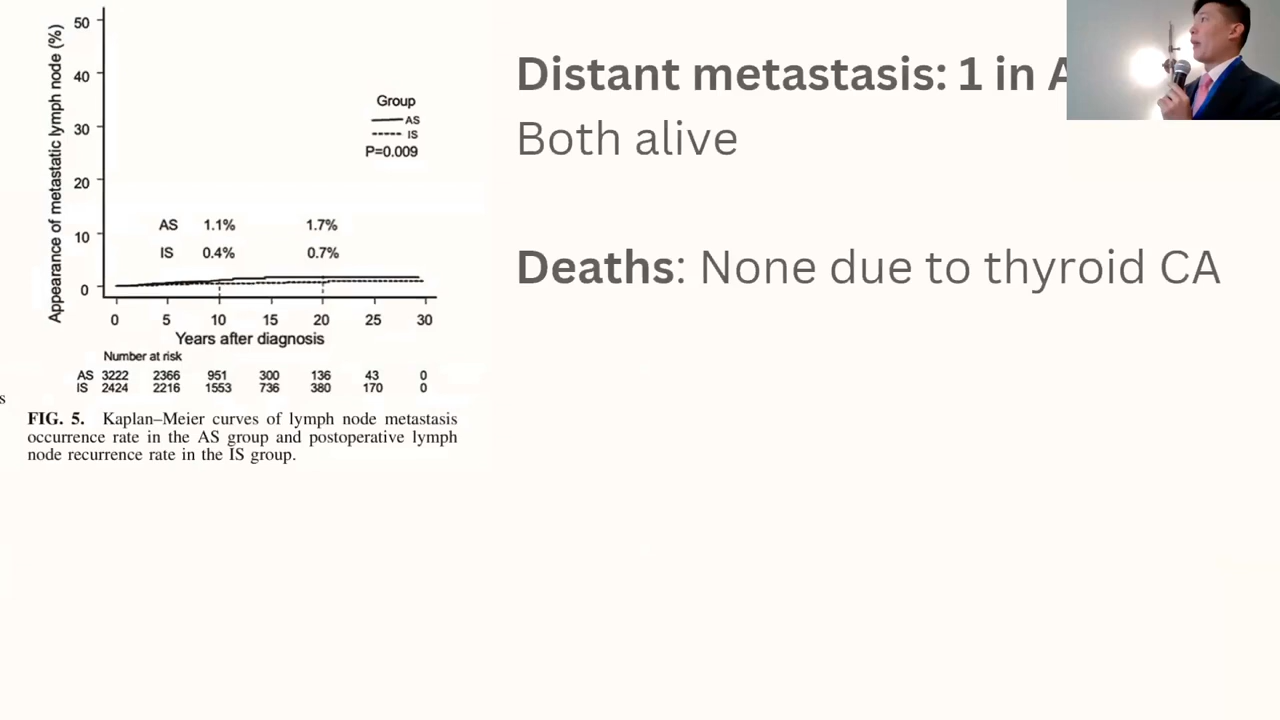 50
40
30
20
10
0
Appearance of metastatic lymph node (%)
Group
AS
IS
P=0.009
AS 1.1% 1.7%
IS 0.4% 0.7%
0 5 10 15 20 25 30
Years after diagnosis
Number at risk
AS 3222 2366 951 300 136 43 0
IS 2424 2216 1553 736 380 170 0
s
FIG. 5. Kaplan–Meier curves of lymph node metastasis
occurrence rate in the AS group and postoperative lymph
node recurrence rate in the IS group.
Distant metastasis: 1 in A
Both alive
Deaths: None due to thyroid CA